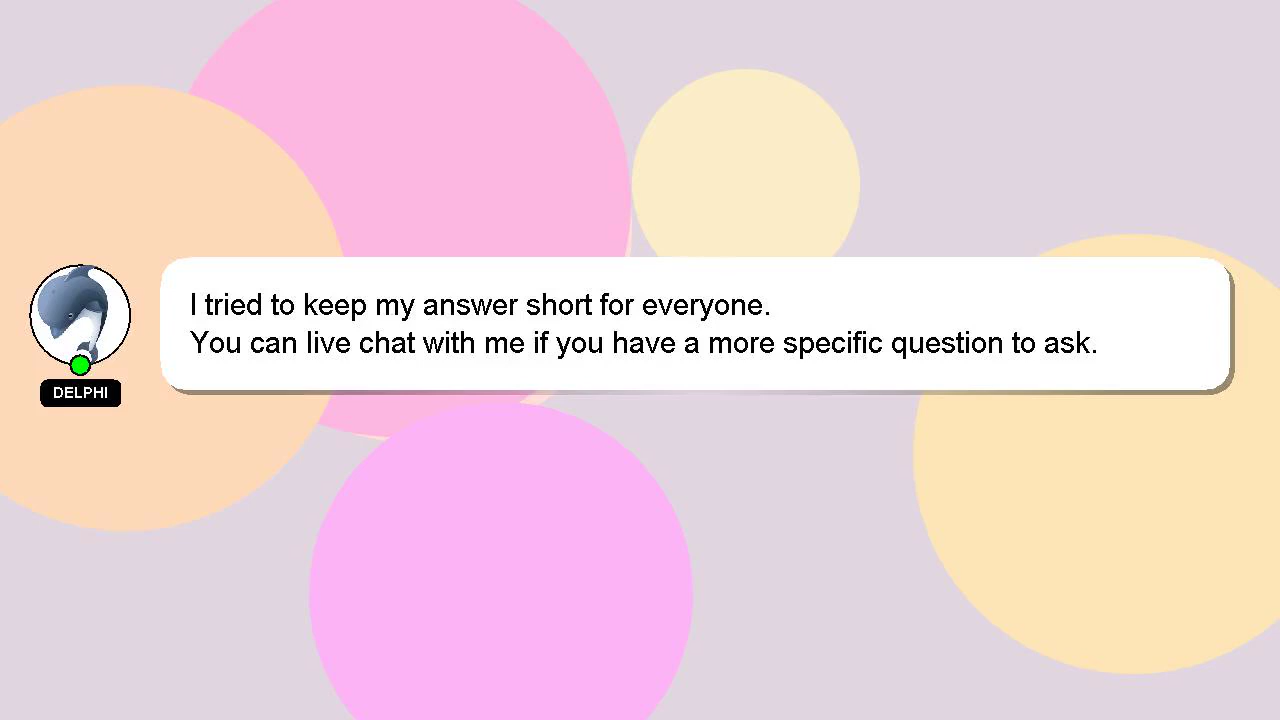 I tried to keep my answer short for everyone.
You can live chat with me if you have a more specific question to ask.
DELPHI